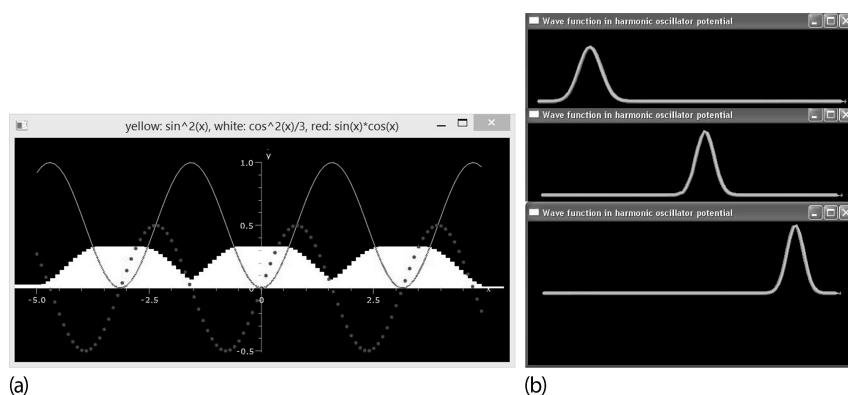 yellow: sin^2(x), white: cos^2(x)/3, red: sin(x)*cos(x)
y
1.0
0.5
0
-5.0 -2.5 0 2.5 x
-0.5
(a)
Wave function in harmonic oscillator potential
Wave function in harmonic oscillator potential
Wave function in harmonic oscillator potential
(b)